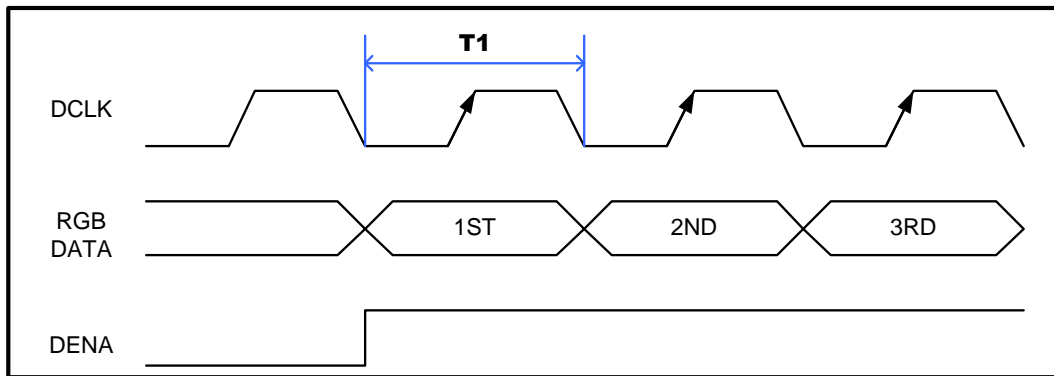 T1
DCLK
RGB
DATA
1ST
2ND
3RD
DENA